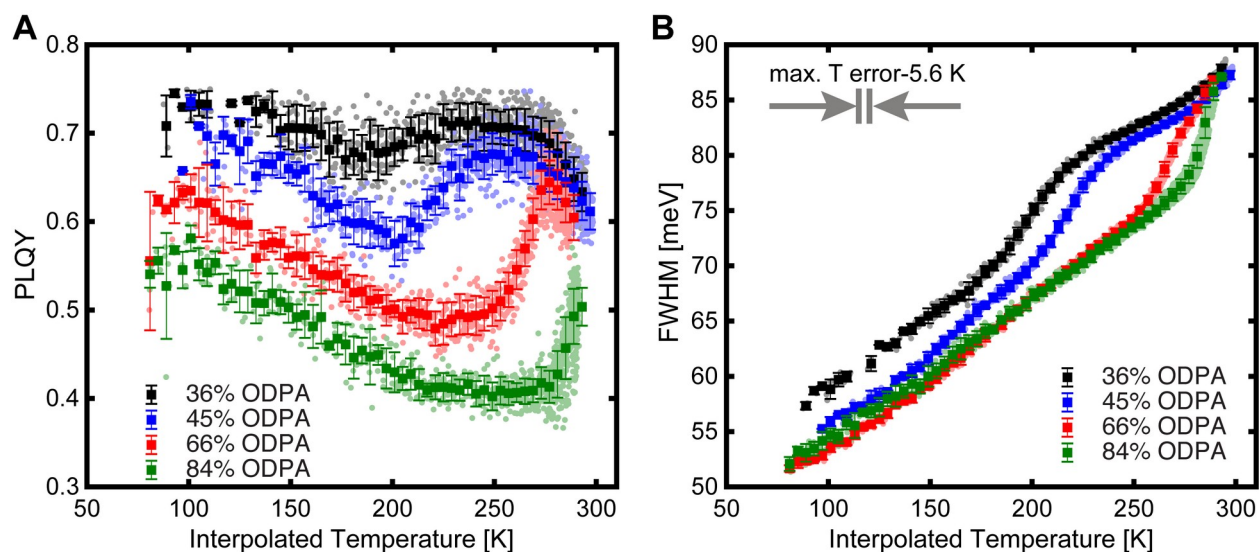 A
PLQY
0.8
0.7
0.6
0.5
0.4
0.3
50
100
150
200
250
300
Interpolated Temperature [K]
36% ODPA
45% ODPA
66% ODPA
84% ODPA
B
FWHM [meV]
90
85
80
75
70
65
60
55
50
50
100
150
200
250
300
Interpolated Temperature [K]
max. T error-5.6 K
36% ODPA
45% ODPA
66% ODPA
84% ODPA